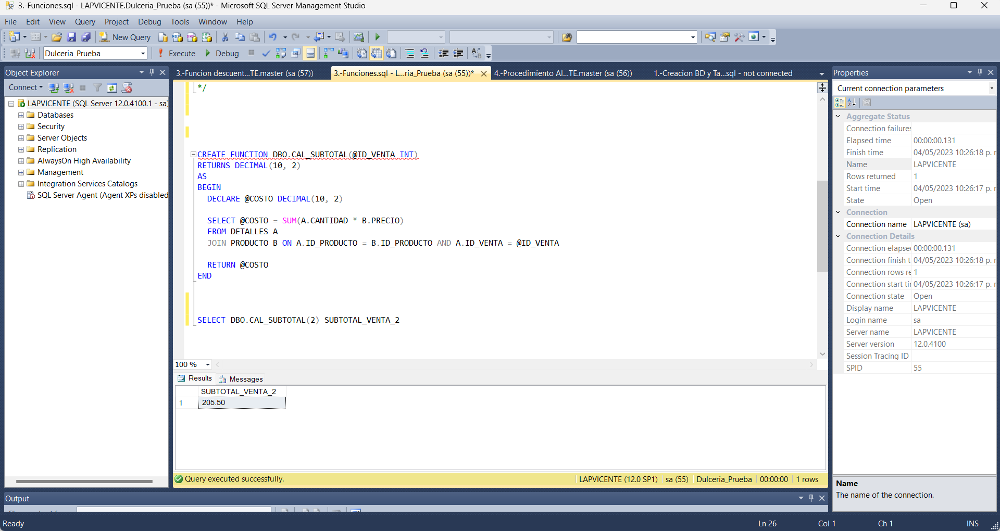 3.-Funciones.sql - LAPVICENTE.Dulceria_Prueba (sa (55))* - Microsoft SQL Server Management Studio
File Edit View Query Project Debug Tools Window Help
New Query
Dulceria_Prueba Execute Debug
Object Explorer
Connect
LAPVICENTE (SQL Server 12.0.4100.1 - sa)
Databases
Security
Server Objects
Replication
AlwaysOn High Availability
Management
Integration Services Catalogs
SQL Server Agent (Agent XPs disabled
3.-Funcion descuent...TE.master (sa (57)) 3.-Funciones.sql - L...ria_Prueba (sa (55))* 4.-Procedimiento Al...TE.master (sa (56)) 1.-Creacion BD y Ta...sql - not connected
*/
CREATE FUNCTION DBO.CAL_SUBTOTAL(@ID_VENTA INT)
RETURNS DECIMAL(10, 2)
AS
BEGIN
DECLARE @COSTO DECIMAL(10, 2)
SELECT @COSTO = SUM(A.CANTIDAD * B.PRECIO)
FROM DETALLES A
JOIN PRODUCTO B ON A.ID_PRODUCTO = B.ID_PRODUCTO AND A.ID_VENTA = @ID_VENTA
RETURN @COSTO
END
SELECT DBO.CAL_SUBTOTAL(2) SUBTOTAL_VENTA_2
100 %
Results Messages
SUBTOTAL_VENTA_2
1 205.50
Query executed successfully. LAPVICENTE (12.0 SP1) sa (55) Dulceria_Prueba 00:00:00 1 rows
Output
Properties
Current connection parameters
Aggregate Status
Connection failures
Elapsed time 00:00:00.131
Finish time 04/05/2023 10:26:18 p. r
Name LAPVICENTE
Rows returned 1
Start time 04/05/2023 10:26:17 p. r
State Open
Connection
Connection name LAPVICENTE (sa)
Connection Details
Connection elapse 00:00:00.131
Connection finish t 04/05/2023 10:26:18 p. r
Connection rows re 1
Connection start ti 04/05/2023 10:26:17 p. r
Connection state Open
Display name LAPVICENTE
Login name sa
Server name LAPVICENTE
Server version 12.0.4100
Session Tracing ID
SPID 55
Name
The name of the connection.
Ready Ln 26 Col 1 Ch 1 INS